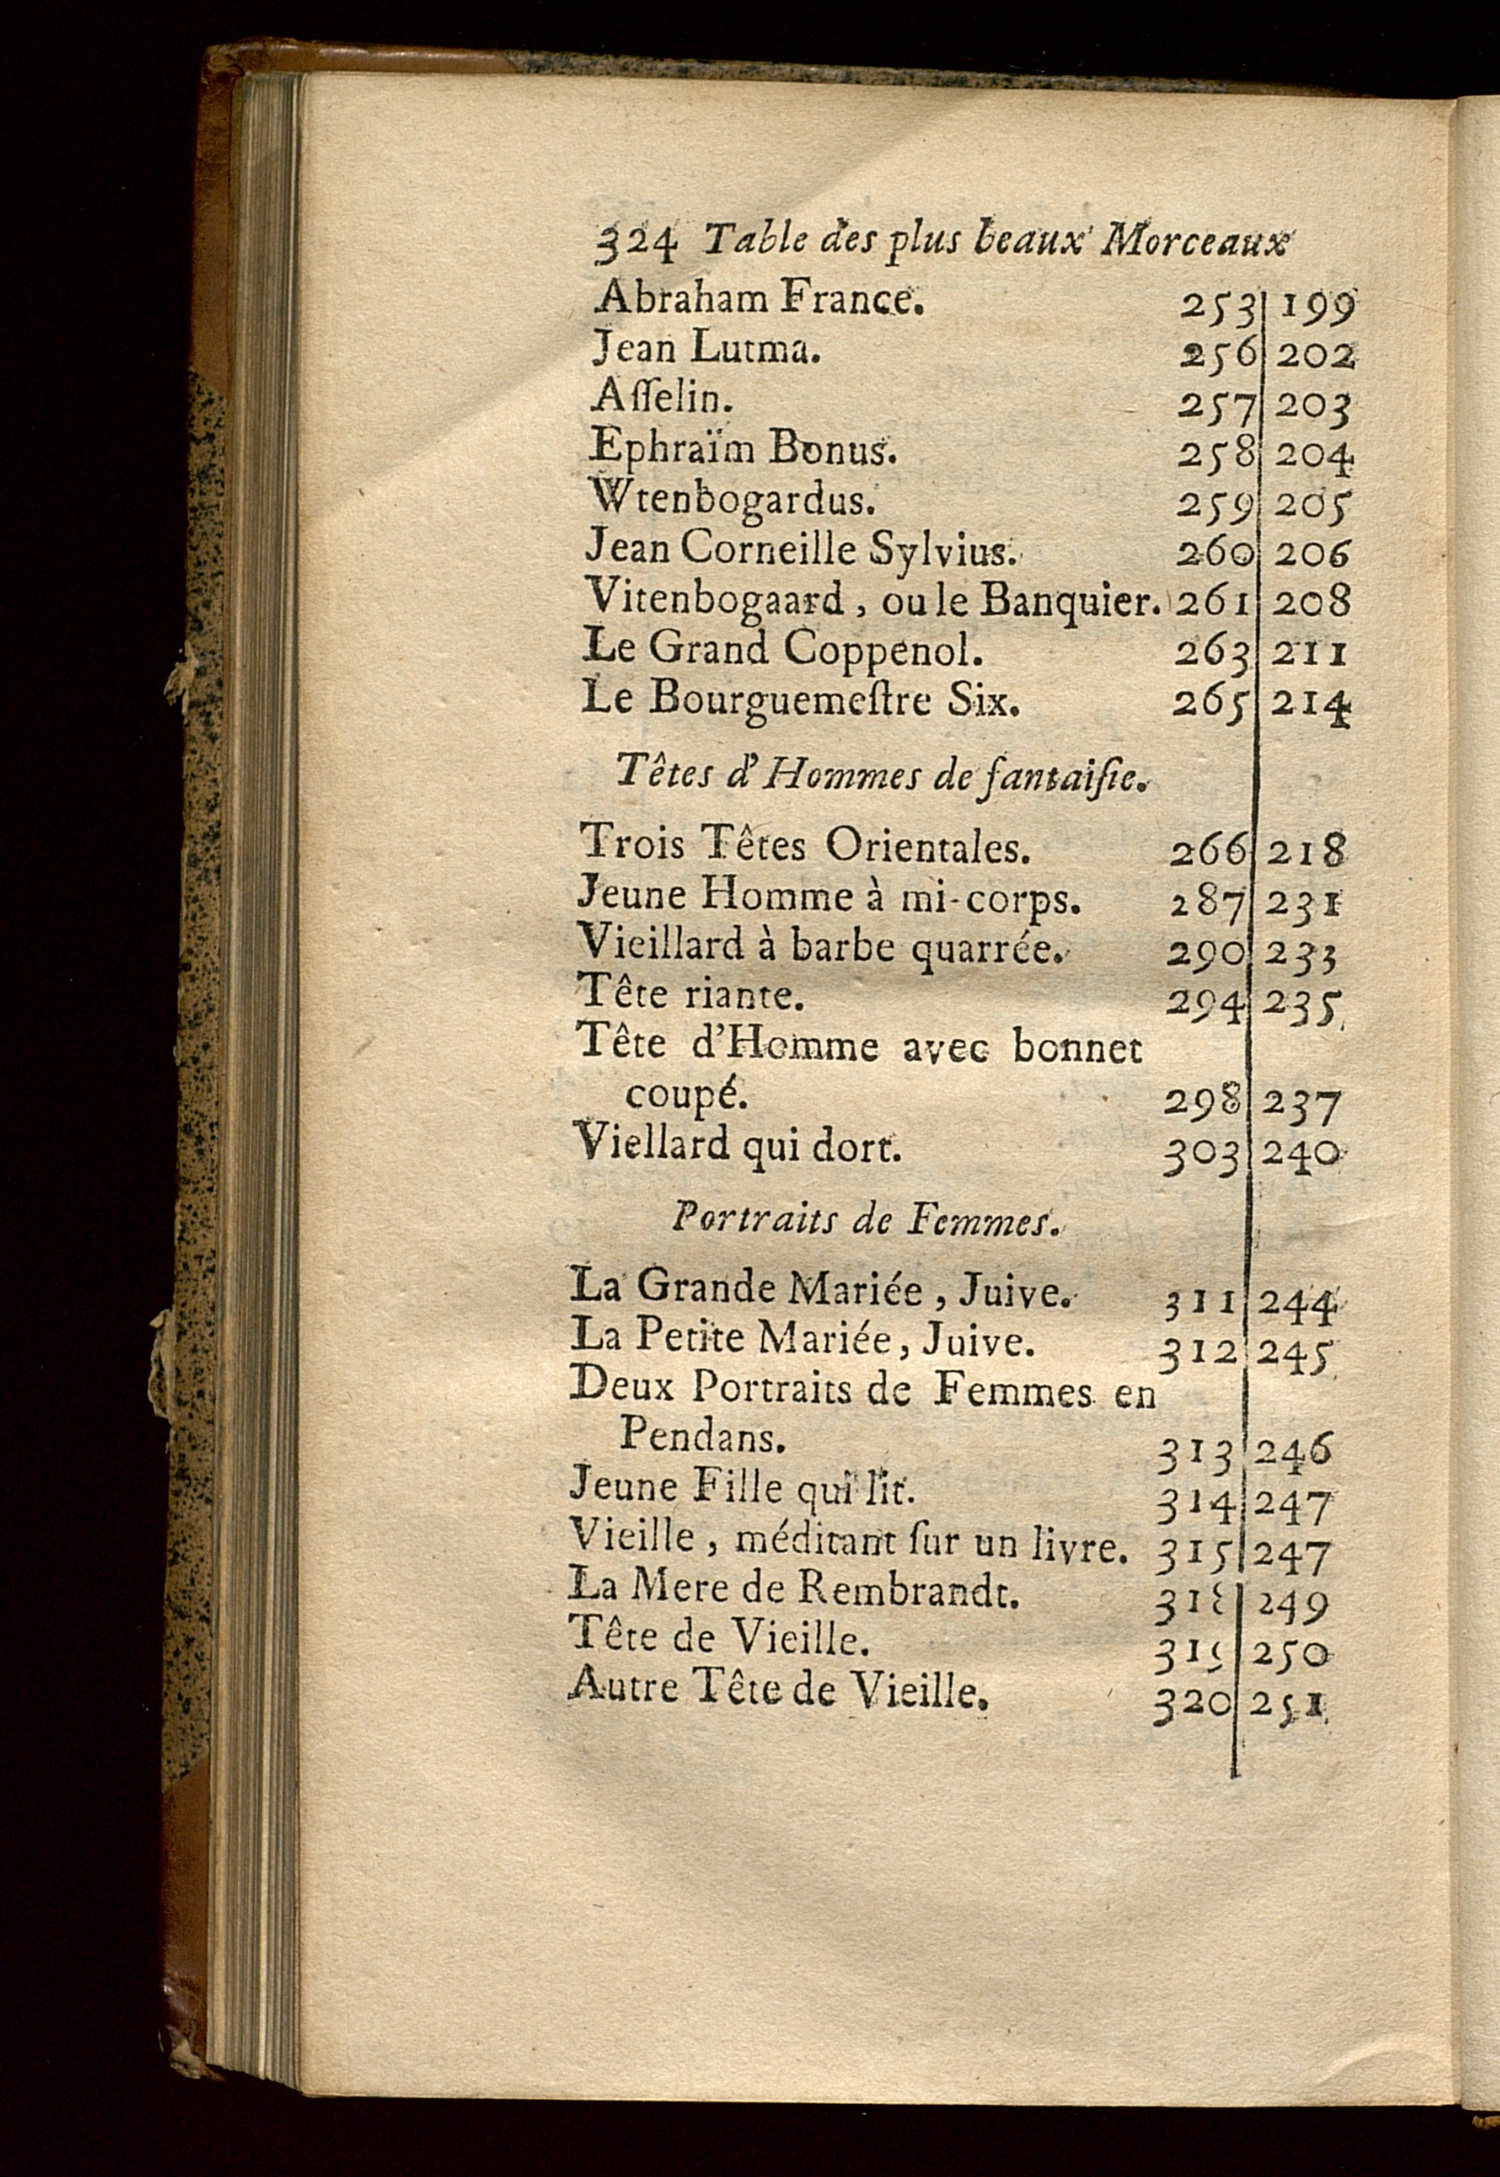 324 Table des plus beaux Morceaux
Abraham France. 253 199
Jean Lutma. 256 202
Aſſelin. 257 203
Ephraïm Bonus. 258 204
Wtenbogardus. 259 205
Jean Corneille Sylvius. 260 206
Vitenbogaard, ou le Banquier. 261 208
Le Grand Coppenol. 263 211
Le Bourguemeſtre Six. 265 214
Têtes d'Hommes de fantaiſie.
Trois Têtes Orientales. 266 218
Jeune Homme à mi-corps. 287 231
Vieillard à barbe quarrée. 290 233
Tête riante. 294 235
Tête d'Homme avec bonnet
coupé. 298 237
Viellard qui dort. 303 240
Portraits de Femmes.
La Grande Mariée, Juive. 311 244
La Petite Mariée, Juive. 312 245
Deux Portraits de Femmes en
Pendans. 313 246
Jeune Fille qui lit. 314 247
Vieille, méditant ſur un livre. 315 247
La Mere de Rembrandt. 318 249
Tête de Vieille. 319 250
Autre Tête de Vieille. 320 251